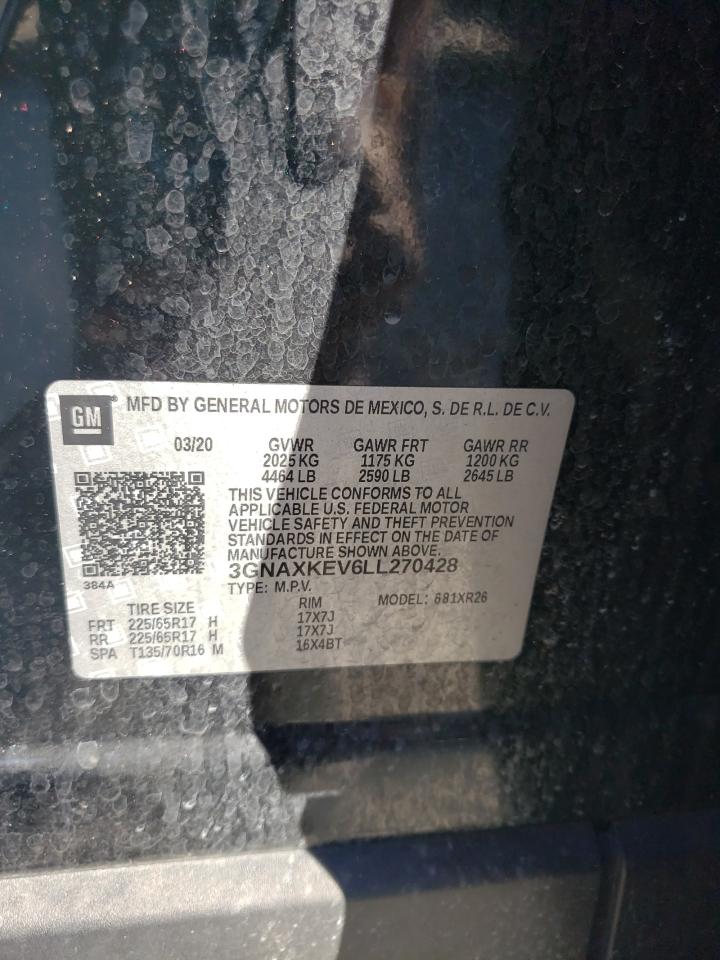 GM® MFD BY GENERAL MOTORS DE MEXICO, S. DE R.L. DE C.V.
03/20 GVWR GAWR FRT GAWR RR
2025 KG 1175 KG 1200 KG
4464 LB 2590 LB 2645 LB
THIS VEHICLE CONFORMS TO ALL
APPLICABLE U.S. FEDERAL MOTOR
VEHICLE SAFETY AND THEFT PREVENTION
STANDARDS IN EFFECT ON THE DATE OF
MANUFACTURE SHOWN ABOVE.
384A 3GNAXKEV6LL270428
TYPE: M.P.V. MODEL: 681XR26
TIRE SIZE RIM
FRT 225/65R17 H 17X7J
RR 225/65R17 H 17X7J
SPA T135/70R16 M 16X4BT